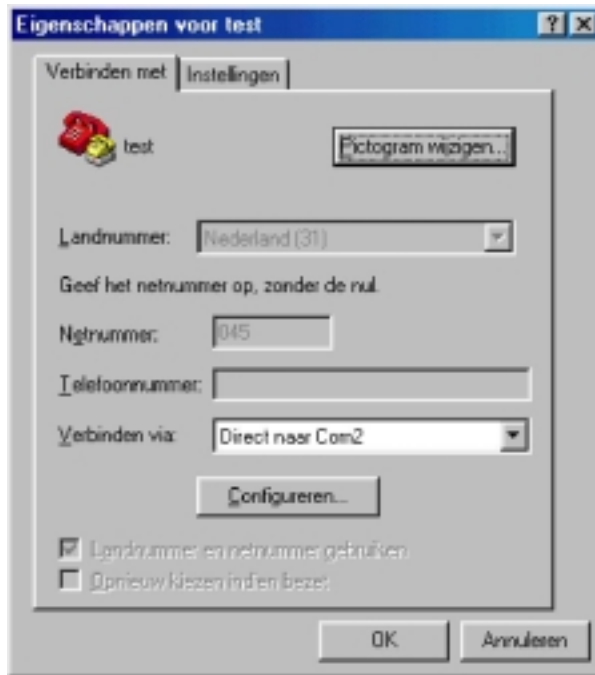 Eigenschappen voor test
Verbinden met Instellingen
test Pictogram wijzigen...
Landnummer: Nederland (31)
Geef het netnummer op, zonder de nul.
Netnummer: 045
Telefoonnummer:
Verbinden via: Direct naar Com2
Configureren...
Landnummer en netnummer gebruiken
Opnieuw kiezen indien bezet
OK Annuleren